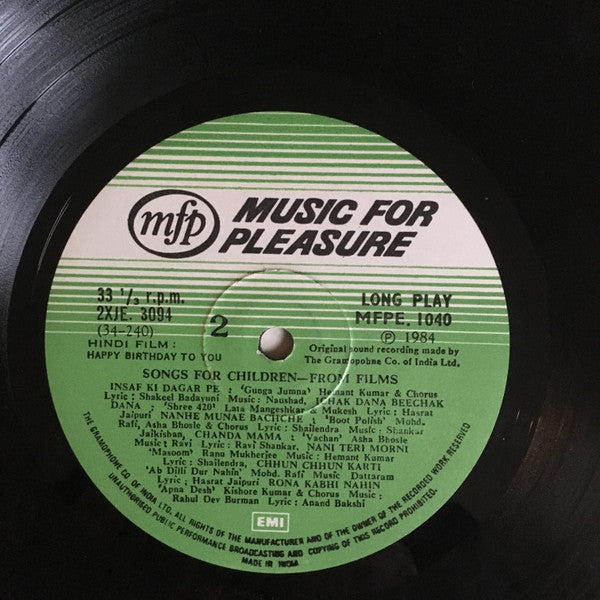 mfp MUSIC FOR
PLEASURE
33 1/3 r.p.m.
2XJE. 3094
(34-240)
2
LONG PLAY
MFPE. 1040
Ⓟ 1984
HINDI FILM :
HAPPY BIRTHDAY TO YOU
Original sound recording made by
The Gramopohne Co. of India Ltd.
SONGS FOR CHILDREN—FROM FILMS
INSAF KI DAGAR PE ; 'Gunga Jumna' Hemant Kumar & Chorus
Lyric : Shakeel Badayuni Music : Naushad, ICHAK DANA BEECHAK
DANA ; 'Shree 420' Lata Mangeshkar & Mukesh Lyric : Hasrat
Jaipuri NANHE MUNAE BACHCHE ; 'Boot Polish' Mohd.
Rafi, Asha Bhosle & Chorus Lyric : Shailendra Music : Shankar
Jaikishan, CHANDA MAMA ; 'Vachan' Asha Bhosle
Music : Ravi Lyric : Ravi Shankar. NANI TERI MORNI
'Masoom' Ranu Mukherjee Music : Hemant Kumar
Lyric : Shailendra, CHHUN CHHUN KARTI
'Ab Dilli Dur Nahin' Mohd. Rafi Music Dattaram
Lyric : Hasrat Jaipuri RONA KABHI NAHIN
'Apna Desh' Kishore Kumar & Chorus Music :
Rahul Dev Burman Lyric : Anand Bakshi
EMI
THE GRAMOPHONE CO. OF INDIA LTD. ALL RIGHTS OF THE MANUFACTURER AND OF THE OWNER OF THE RECORDED WORK RESERVED
UNAUTHORISED PUBLIC PERFORMANCE BROADCASTING AND COPYING OF THIS RECORD PROHIBITED.
MADE IN INDIA